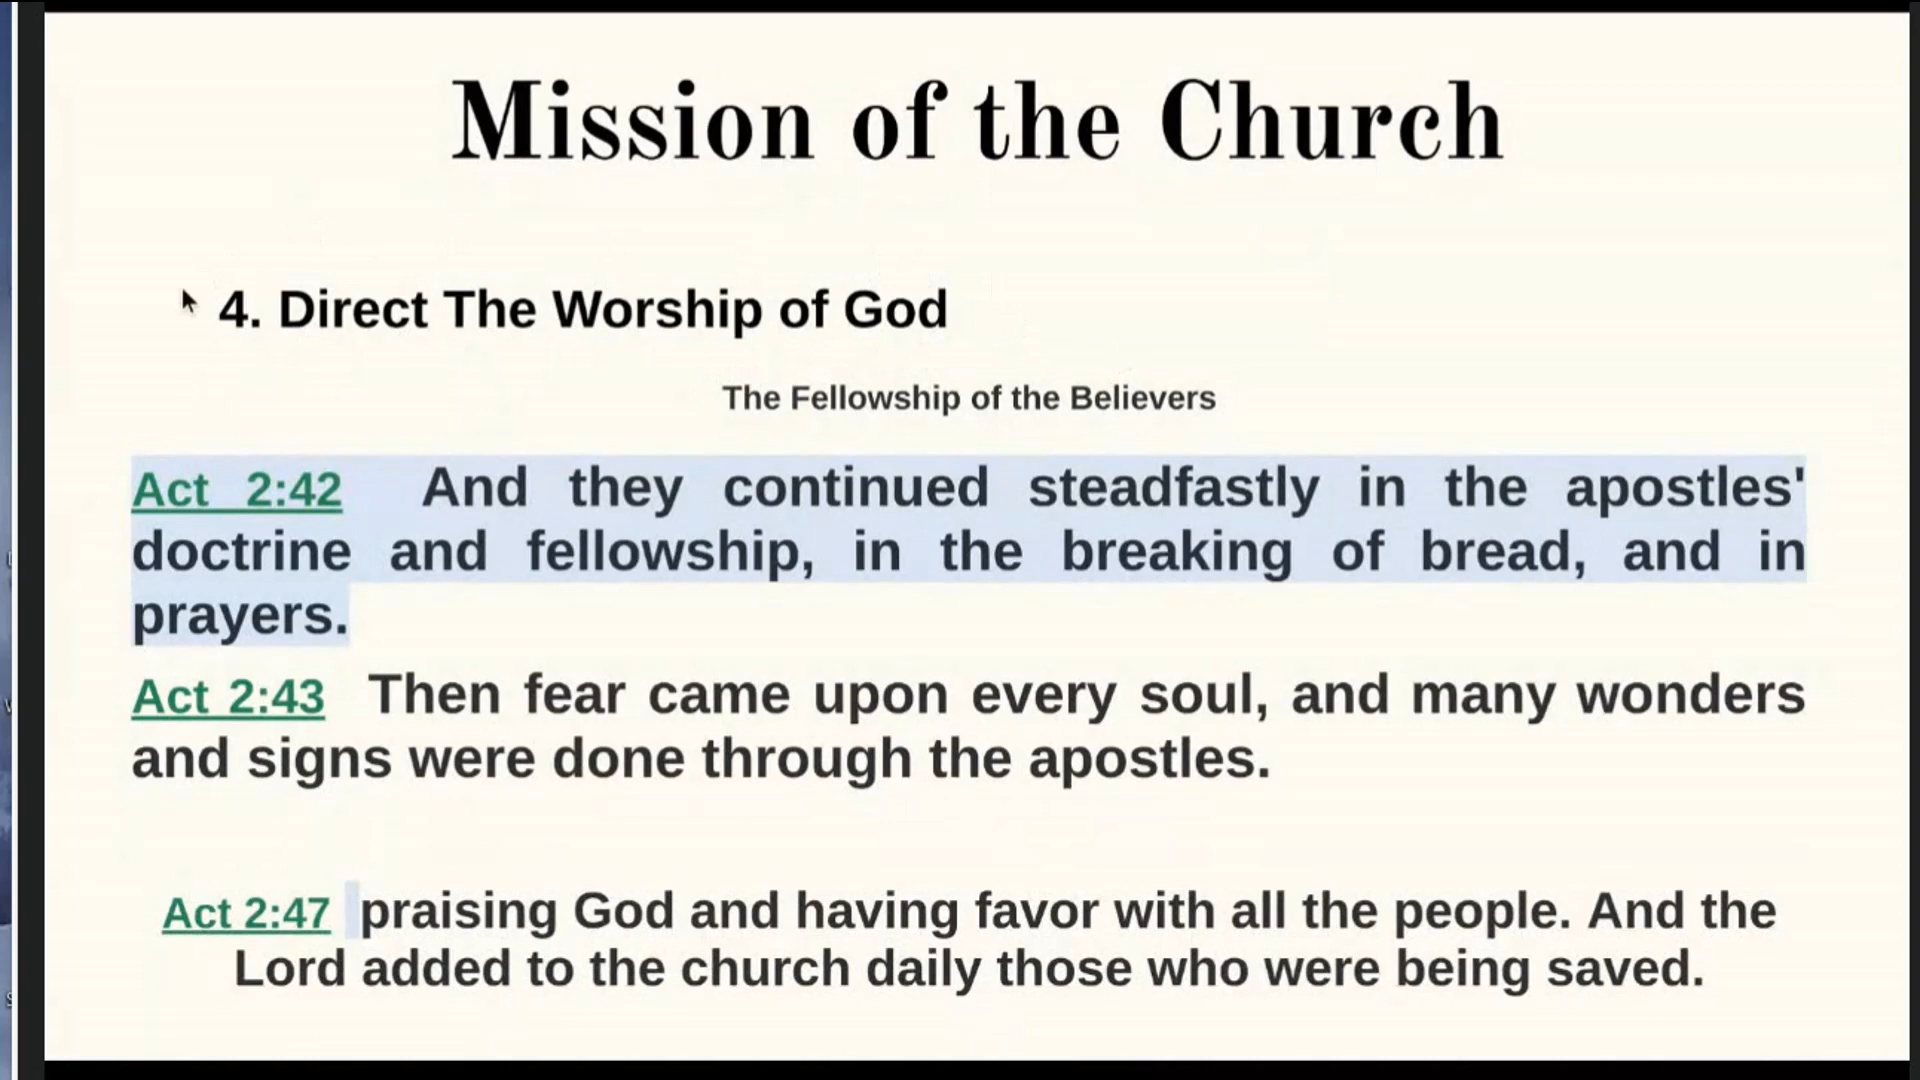 Mission of the Church
4. Direct The Worship of God
The Fellowship of the Believers
Act 2:42 And they continued steadfastly in the apostles'
doctrine and fellowship, in the breaking of bread, and in
prayers.
Act 2:43 Then fear came upon every soul, and many wonders
and signs were done through the apostles.
Act 2:47 praising God and having favor with all the people. And the
Lord added to the church daily those who were being saved.